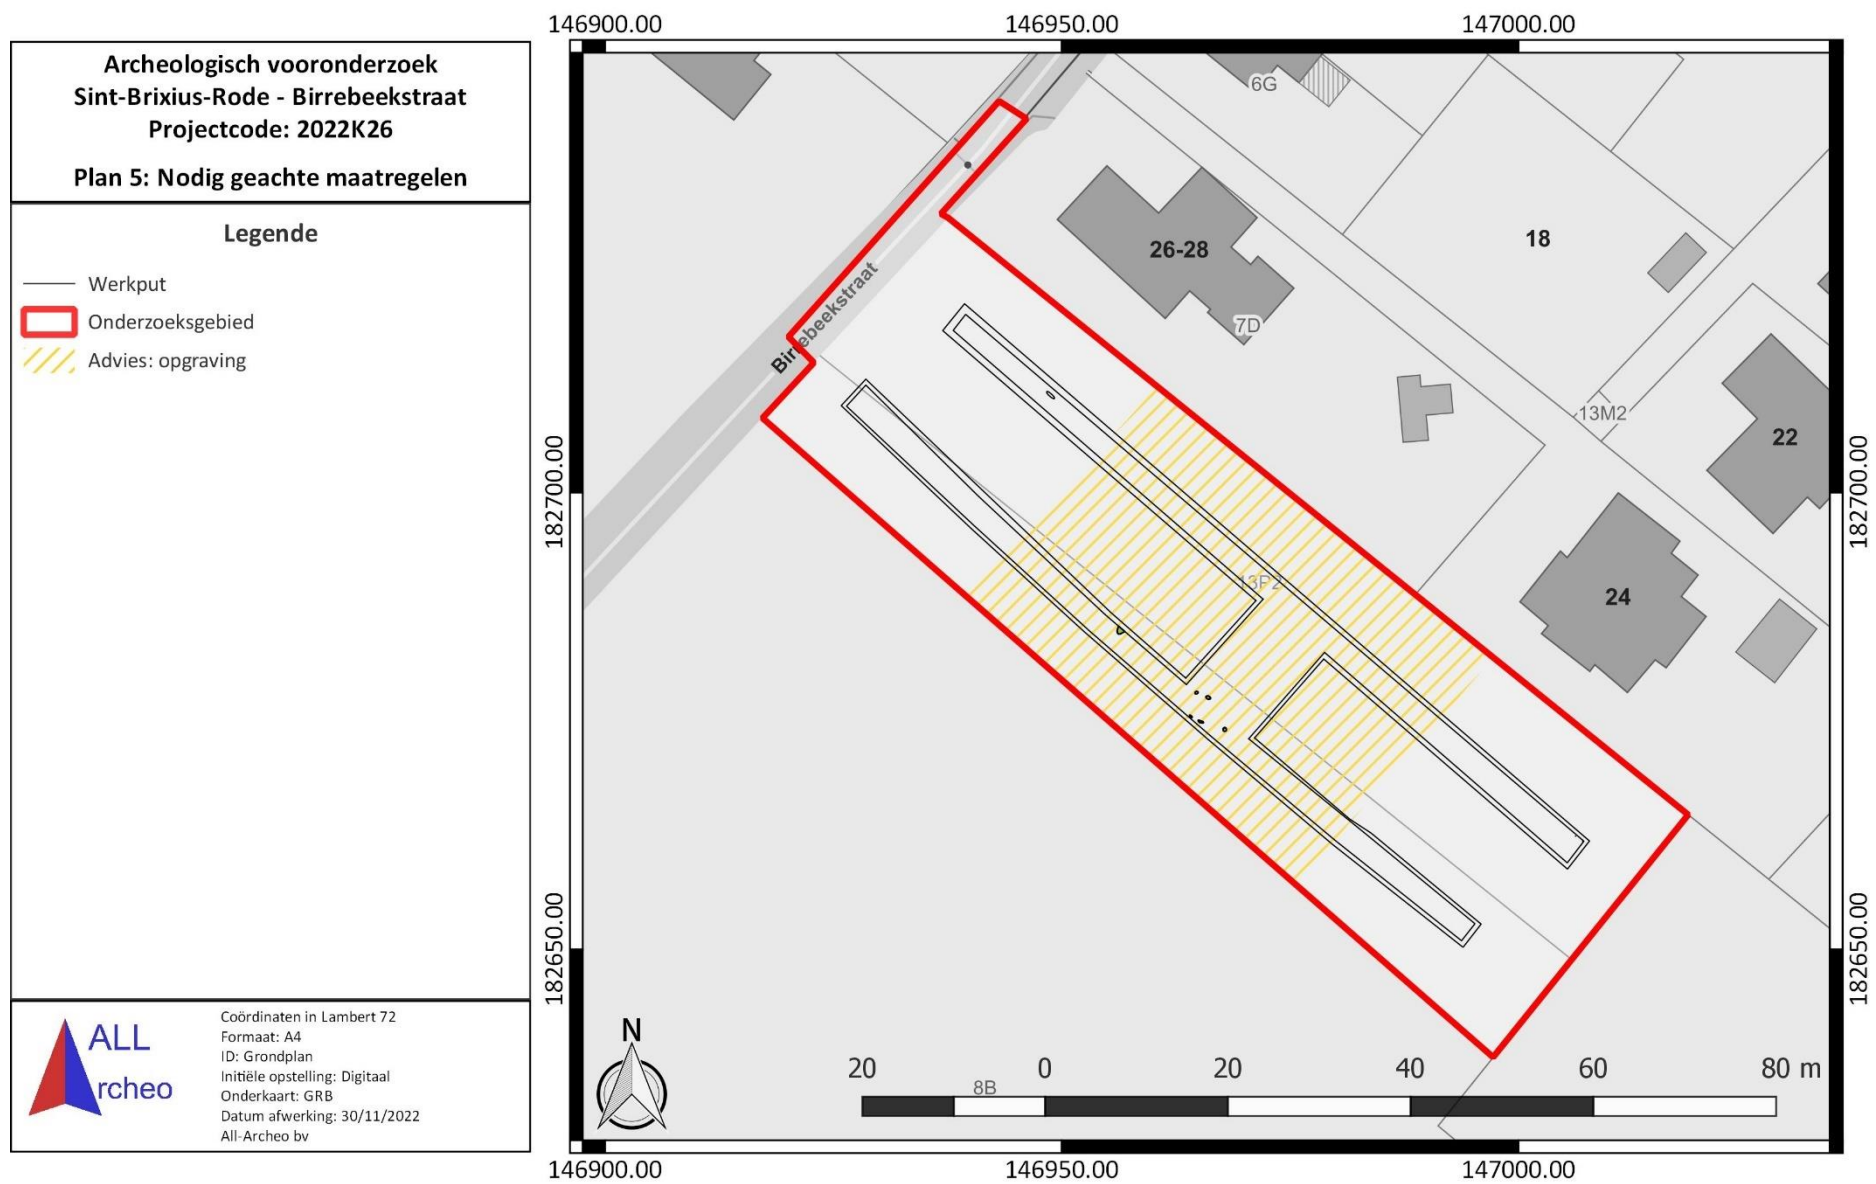 Archeologisch vooronderzoek
Sint-Brixius-Rode - Birrebeekstraat
Projectcode: 2022K26
Plan 5: Nodig geachte maatregelen
Legende
Werkput
Onderzoeksgebied
Advies: opgraving
ALL
rcheo
Coördinaten in Lambert 72
Formaat: A4
ID: Grondplan
Initiële opstelling: Digitaal
Onderkaart: GRB
Datum afwerking: 30/11/2022
All-Archeo bv
146900.00 146950.00 147000.00
6G
18
26-28
7D
Birrebeekstraat
13M2
22
182700.00 182700.00
24
182650.00 182650.00
N
20 0 20 40 60 80 m
8B
146900.00 146950.00 147000.00